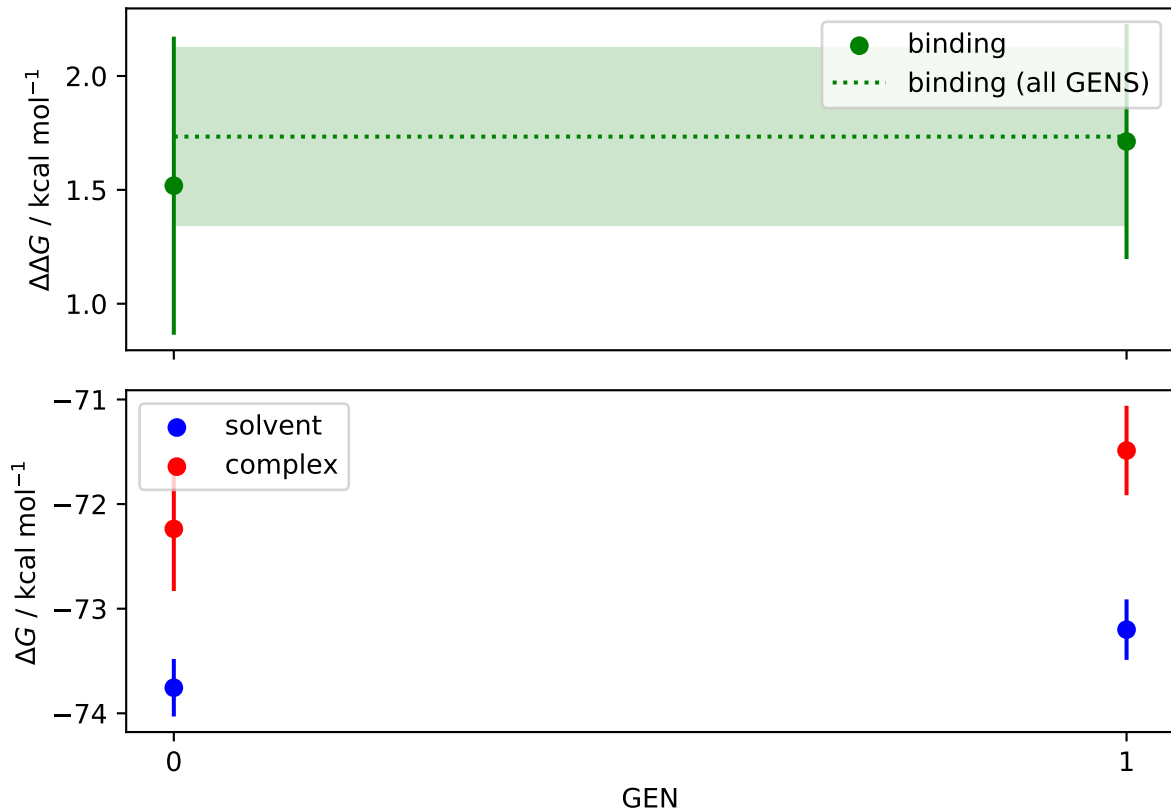 2.0
1.5
1.0
ΔΔG / kcal mol⁻¹
binding
binding (all GENS)
−71
−72
−73
−74
ΔG / kcal mol⁻¹
solvent
complex
0
1
GEN